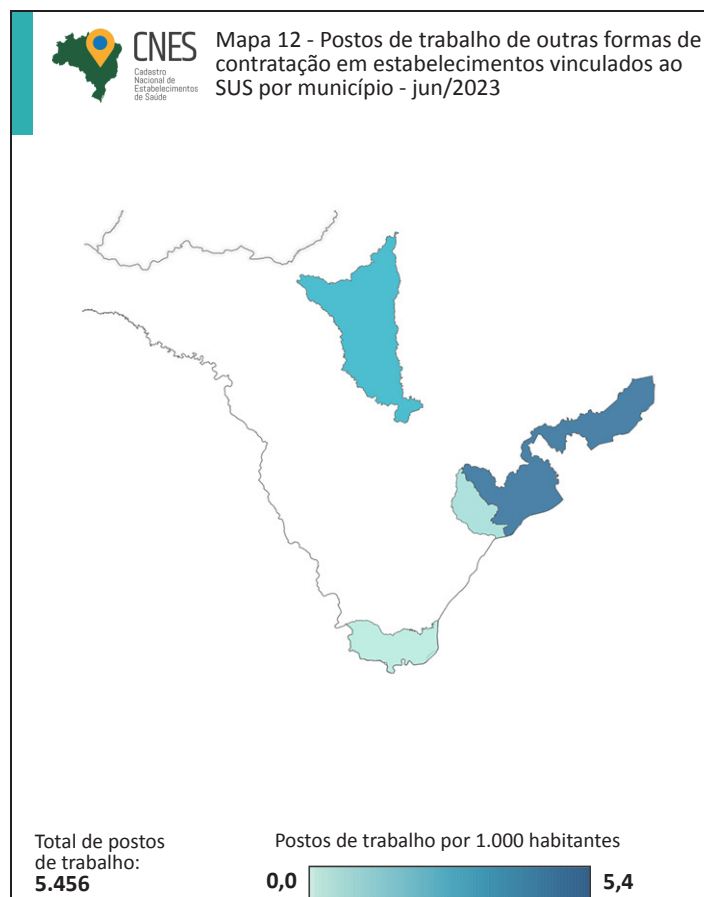 CNES
Cadastro
Nacional de
Estabelecimentos
de Saúde
Mapa 12 - Postos de trabalho de outras formas de
contratação em estabelecimentos vinculados ao
SUS por município - jun/2023
Total de postos
de trabalho:
5.456
Postos de trabalho por 1.000 habitantes
0,0
5,4